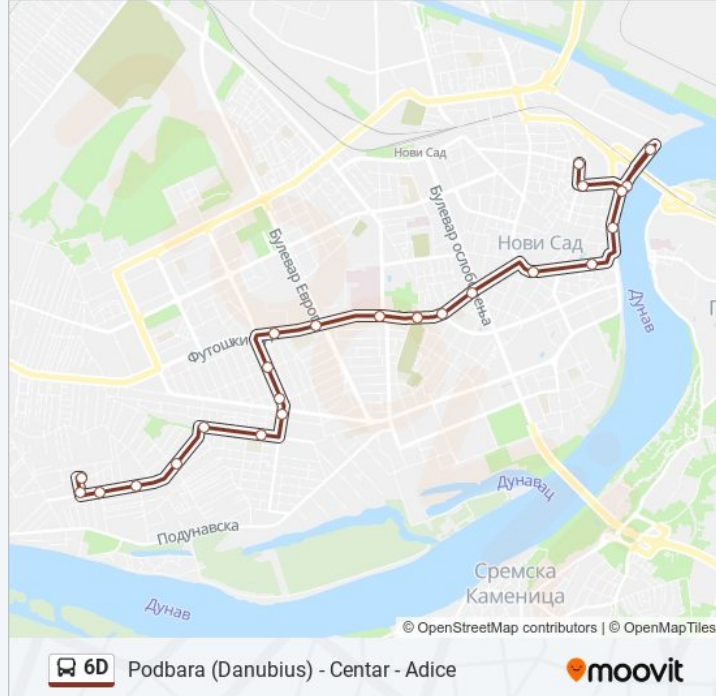 Нови Сад
Булевар ослобођења
Нови Сад
Булевар Европе
Дунав
Футошки
Дунавац
Подунавска
Сремска
Каменица
Дунав
© OpenStreetMap contributors | © OpenMapTiles
6D Podbara (Danubius) - Centar - Adice
moovit